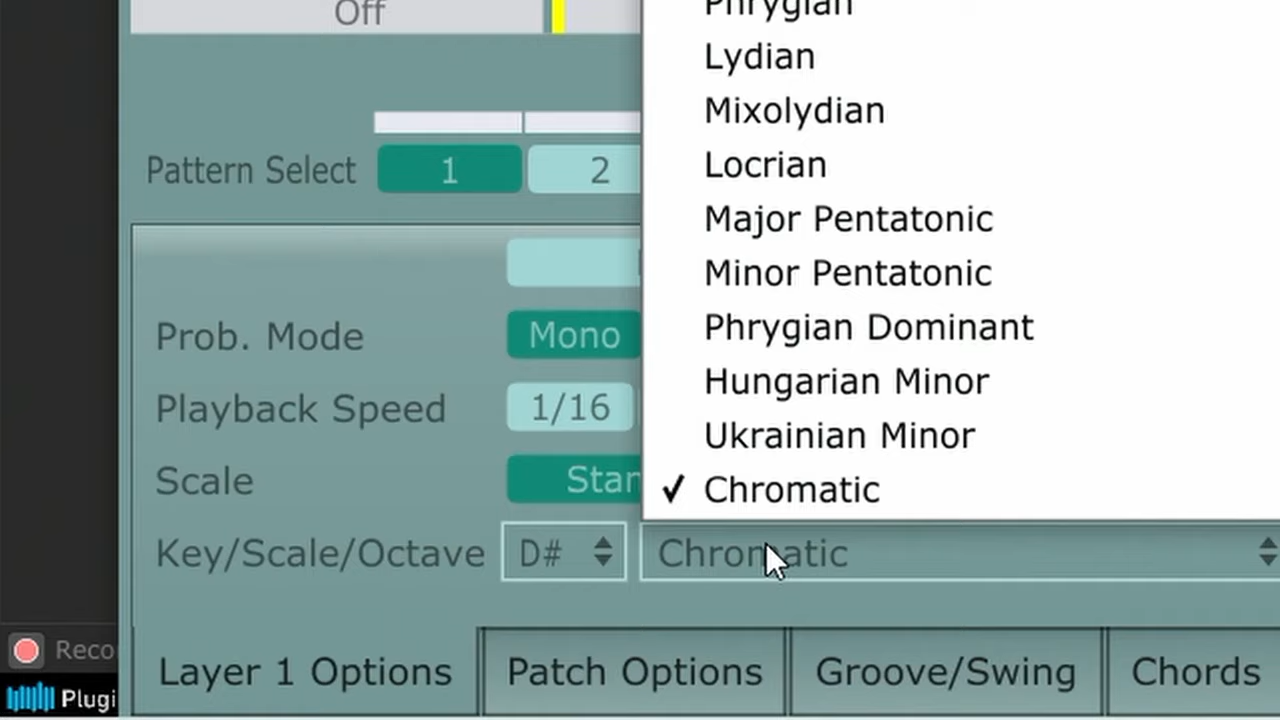 Off
Phrygian
Lydian
Mixolydian
Locrian
Major Pentatonic
Minor Pentatonic
Phrygian Dominant
Hungarian Minor
Ukrainian Minor
✓ Chromatic
Pattern Select 1 2
Prob. Mode Mono
Playback Speed 1/16
Scale Stan
Key/Scale/Octave D# Chromatic
Layer 1 Options Patch Options Groove/Swing Chords
Reco
Plugi